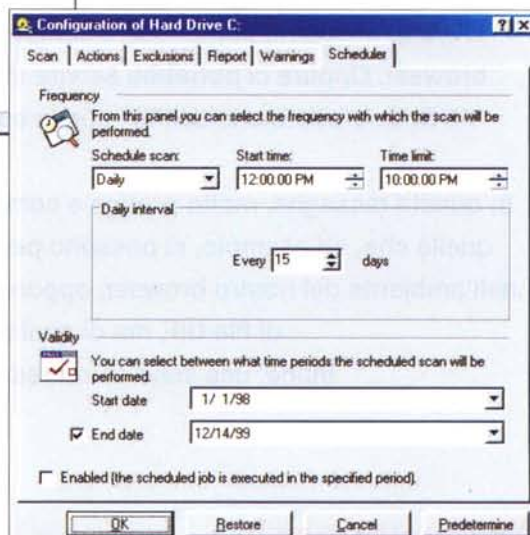 Configuration of Hard Drive C:
Scan Actions Exclusions Report Warnings Scheduler
Frequency
From this panel you can select the frequency with which the scan will be
performed.
Schedule scan: Start time: Time limit:
Daily 12:00:00 PM 10:00:00 PM
Daily interval
Every 15 days
Validity
You can select between what time periods the scheduled scan will be
performed.
Start date 1/ 1/98
End date 12/14/99
Enabled (the scheduled job is executed in the specified period).
OK Restore Cancel Predetermine